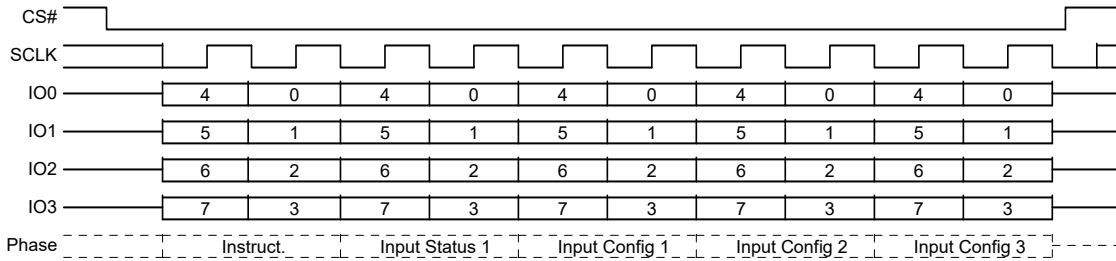 CS#
SCLK
IO0 4 0 4 0 4 0 4 0 4 0
IO1 5 1 5 1 5 1 5 1 5 1
IO2 6 2 6 2 6 2 6 2 6 2
IO3 7 3 7 3 7 3 7 3 7 3
Phase Instruct. Input Status 1 Input Config 1 Input Config 2 Input Config 3